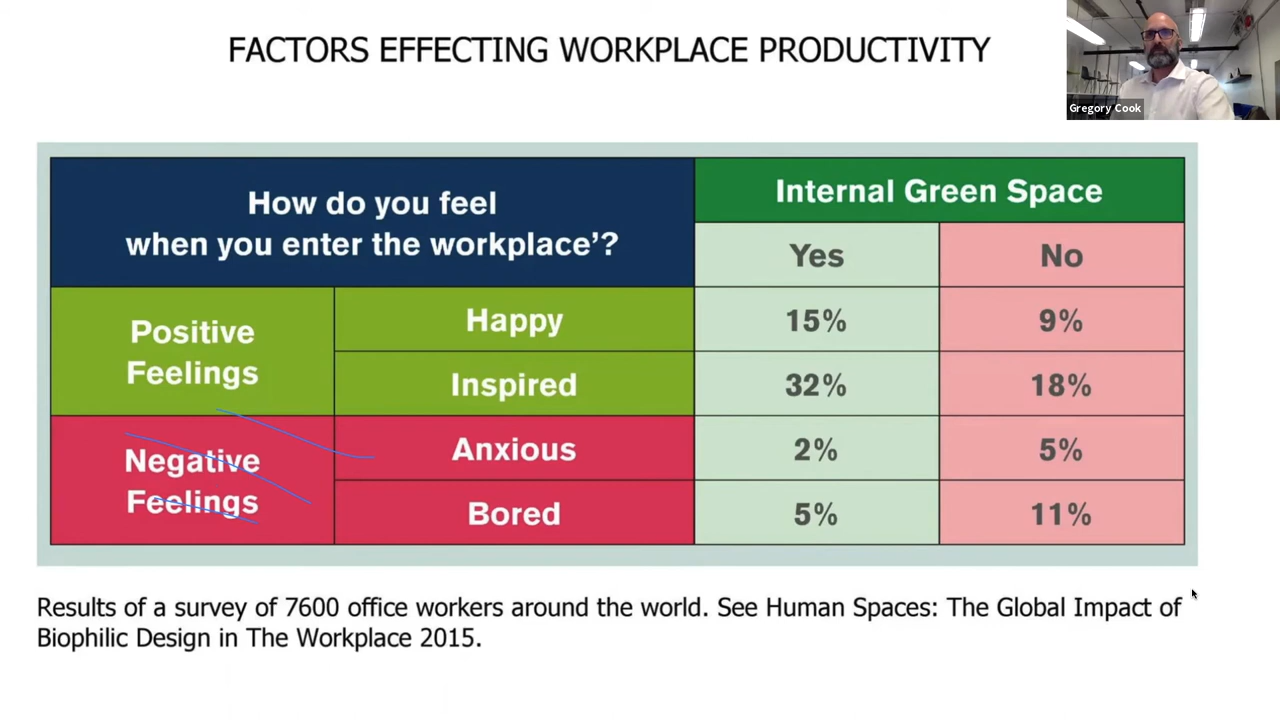 FACTORS EFFECTING WORKPLACE PRODUCTIVITY
Gregory Cook
How do you feel
when you enter the workplace’?
Internal Green Space
Yes
No
Positive
Feelings
Happy
15%
9%
Inspired
32%
18%
Negative
Feelings
Anxious
2%
5%
Bored
5%
11%
Results of a survey of 7600 office workers around the world. See Human Spaces: The Global Impact of
Biophilic Design in The Workplace 2015.